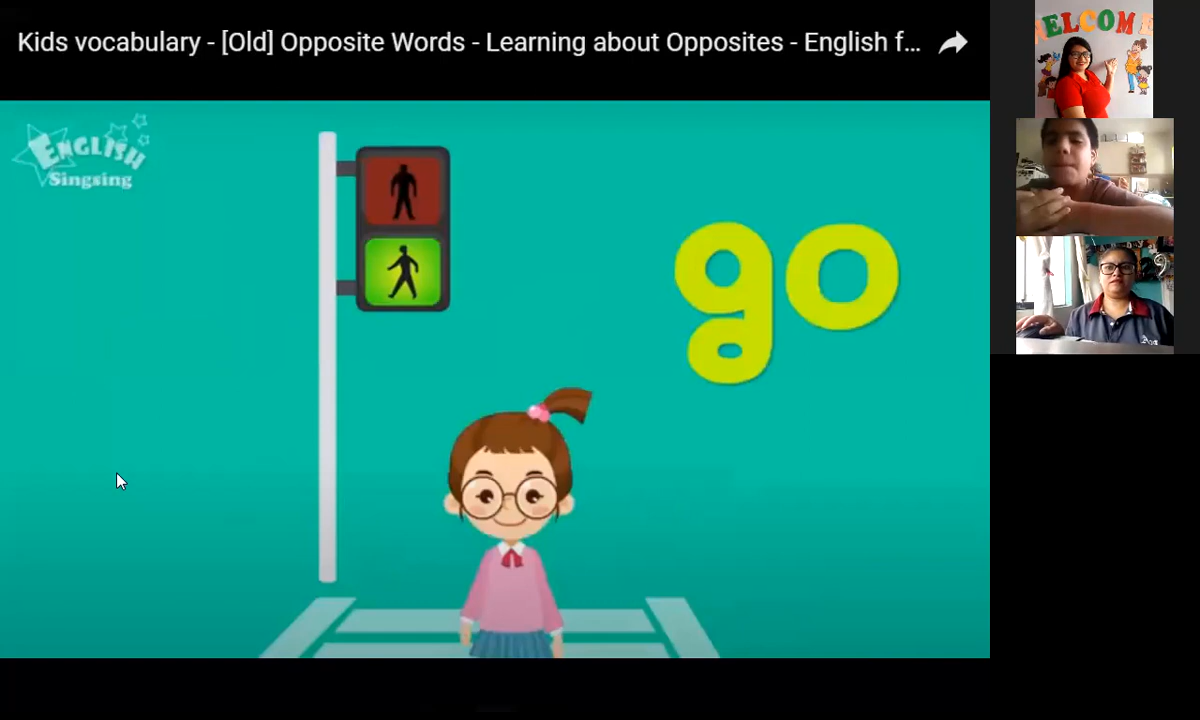 Kids vocabulary - [Old] Opposite Words - Learning about Opposites - English f...
ENGLISH
Singsing
go
WELCOME